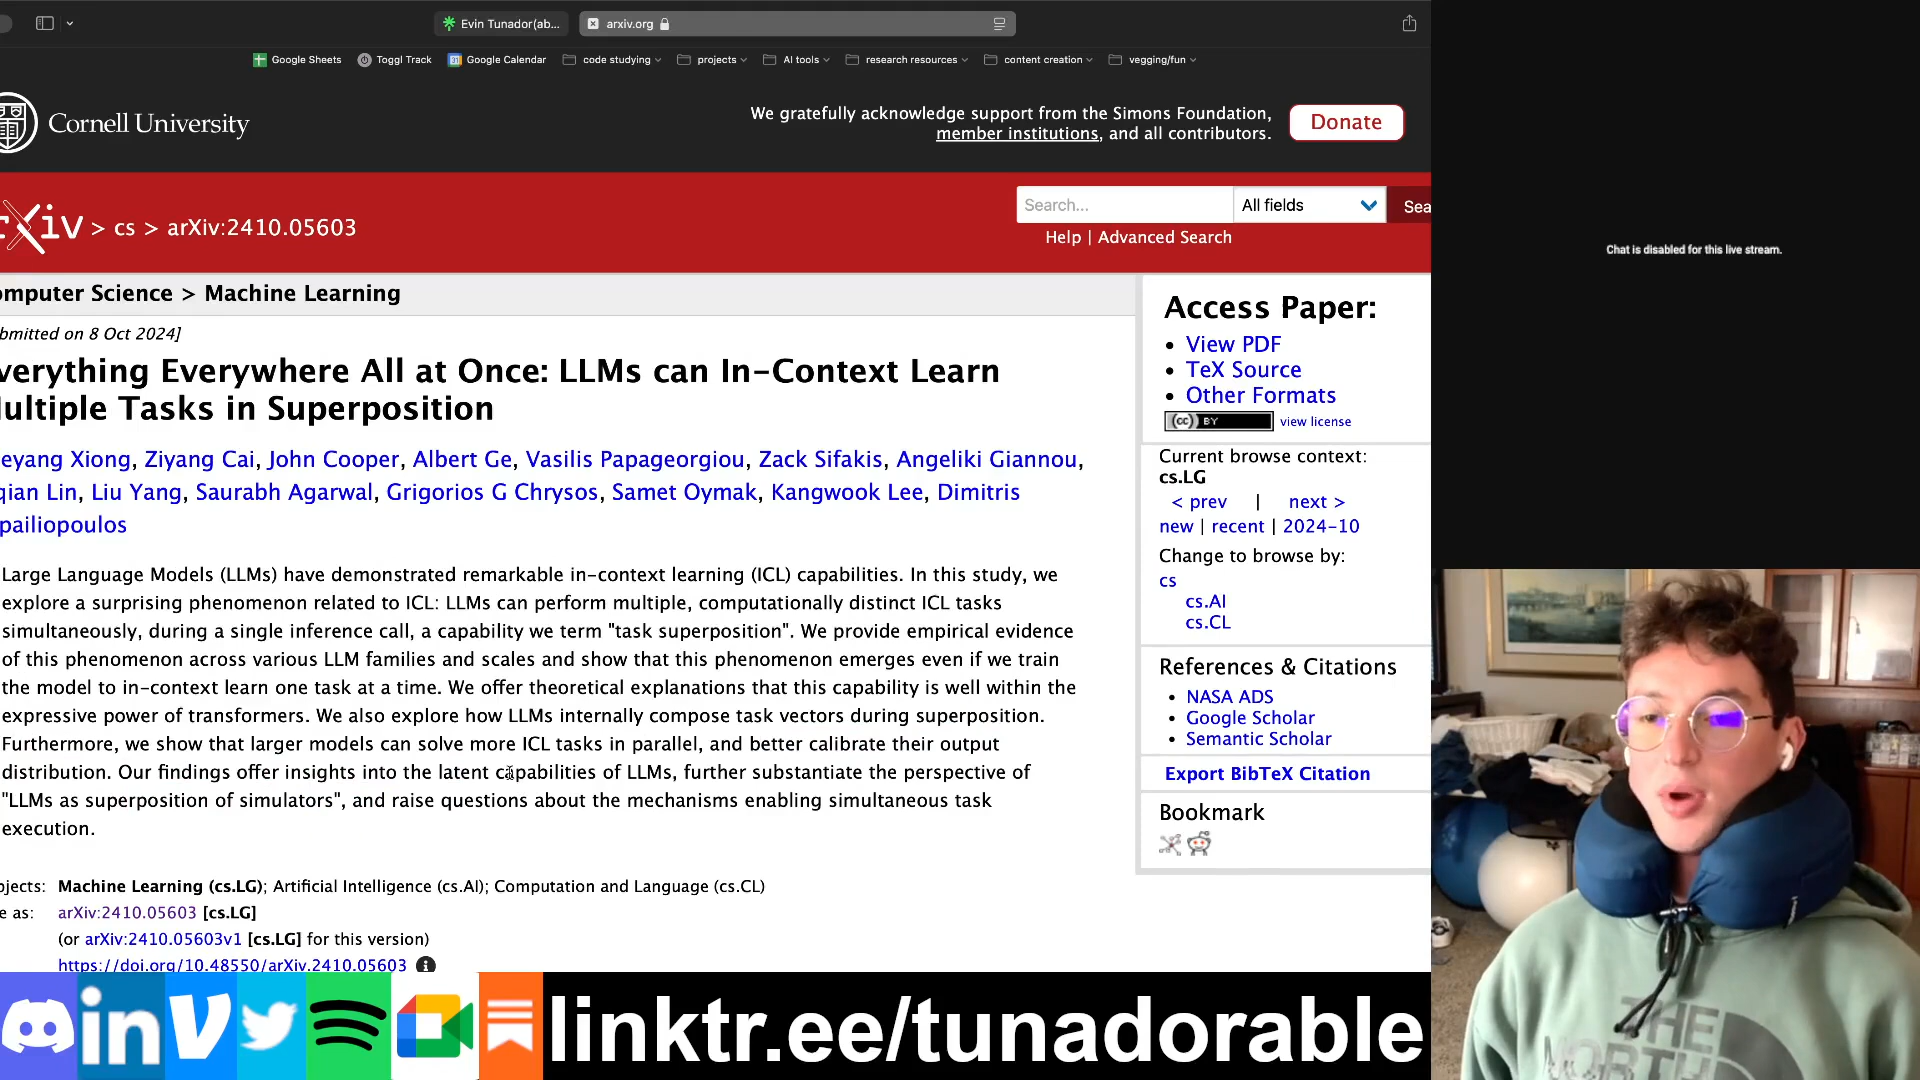 Evin Tunador(ab...
arxiv.org
Google Sheets
Toggl Track
Google Calendar
code studying
projects
AI tools
research resources
content creation
vegging/fun
Cornell University
We gratefully acknowledge support from the Simons Foundation,
member institutions, and all contributors.
Donate
rXiv > cs > arXiv:2410.05603
Search...
All fields
Sea
Help | Advanced Search
omputer Science > Machine Learning
bmitted on 8 Oct 2024]
verything Everywhere All at Once: LLMs can In-Context Learn
ultiple Tasks in Superposition
eyang Xiong, Ziyang Cai, John Cooper, Albert Ge, Vasilis Papageorgiou, Zack Sifakis, Angeliki Giannou,
qian Lin, Liu Yang, Saurabh Agarwal, Grigorios G Chrysos, Samet Oymak, Kangwook Lee, Dimitris
pailiopoulos
Large Language Models (LLMs) have demonstrated remarkable in-context learning (ICL) capabilities. In this study, we
explore a surprising phenomenon related to ICL: LLMs can perform multiple, computationally distinct ICL tasks
simultaneously, during a single inference call, a capability we term "task superposition". We provide empirical evidence
of this phenomenon across various LLM families and scales and show that this phenomenon emerges even if we train
the model to in-context learn one task at a time. We offer theoretical explanations that this capability is well within the
expressive power of transformers. We also explore how LLMs internally compose task vectors during superposition.
Furthermore, we show that larger models can solve more ICL tasks in parallel, and better calibrate their output
distribution. Our findings offer insights into the latent capabilities of LLMs, further substantiate the perspective of
"LLMs as superposition of simulators", and raise questions about the mechanisms enabling simultaneous task
execution.
bjects: Machine Learning (cs.LG); Artificial Intelligence (cs.AI); Computation and Language (cs.CL)
e as: arXiv:2410.05603 [cs.LG]
(or arXiv:2410.05603v1 [cs.LG] for this version)
https://doi.org/10.48550/arXiv.2410.05603
Access Paper:
View PDF
TeX Source
Other Formats
(cc) BY view license
Current browse context:
cs.LG
< prev | next >
new | recent | 2024-10
Change to browse by:
cs
cs.AI
cs.CL
References & Citations
NASA ADS
Google Scholar
Semantic Scholar
Export BibTeX Citation
Bookmark
Chat is disabled for this live stream.
THE
NORTH
in
linktr.ee/tunadorable